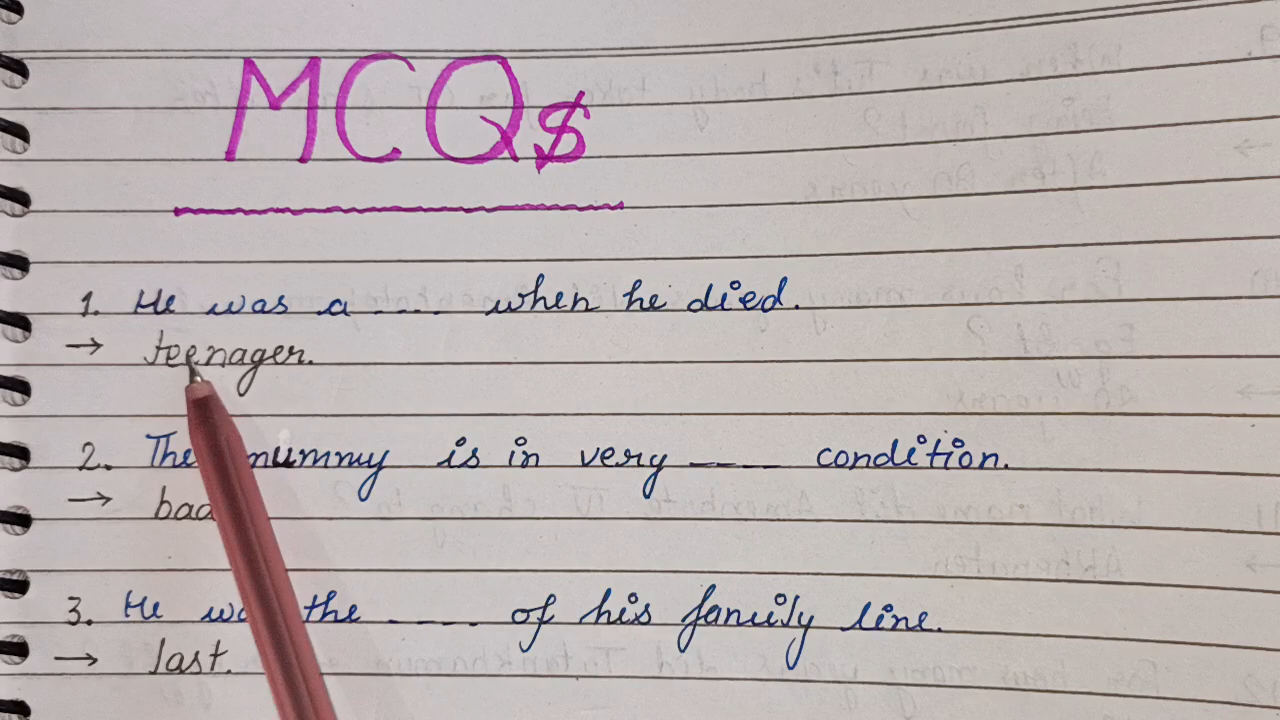 MCQs
1. He was a .... when he died.
→ teenager.
2. The mummy is in very ---- condition.
→ bad
3. He was the ---- of his family line.
→ last.